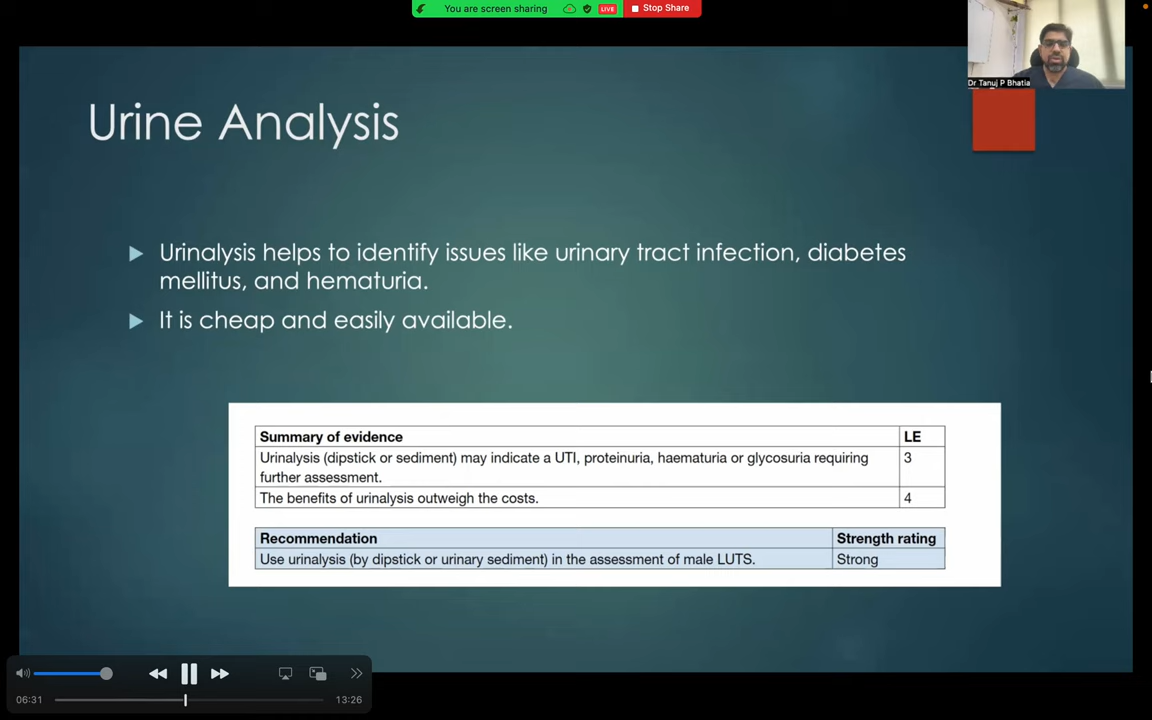 You are screen sharing
LIVE
Stop Share
Dr Tanuj P Bhatia
Urine Analysis
Urinalysis helps to identify issues like urinary tract infection, diabetes
mellitus, and hematuria.
It is cheap and easily available.
Summary of evidence LE
Urinalysis (dipstick or sediment) may indicate a UTI, proteinuria, haematuria or glycosuria requiring 3
further assessment.
The benefits of urinalysis outweigh the costs. 4
Recommendation Strength rating
Use urinalysis (by dipstick or urinary sediment) in the assessment of male LUTS. Strong
06:31 13:26